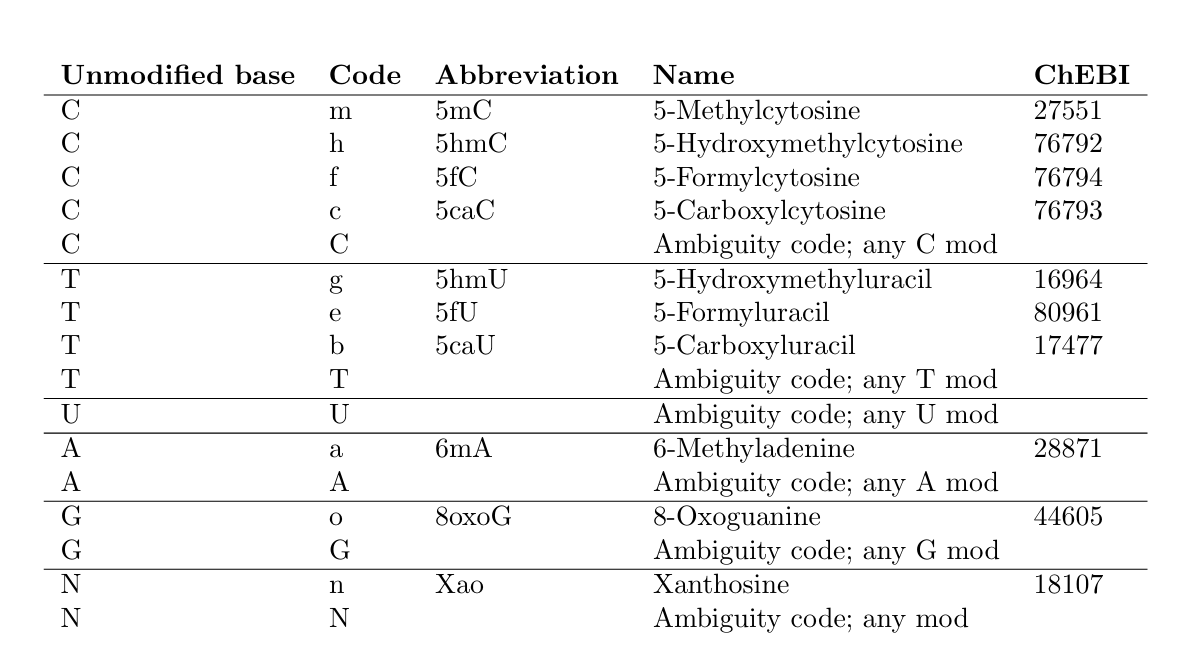 Unmodified base Code Abbreviation Name ChEBI
C m 5mC 5-Methylcytosine 27551
C h 5hmC 5-Hydroxymethylcytosine 76792
C f 5fC 5-Formylcytosine 76794
C c 5caC 5-Carboxylcytosine 76793
C C Ambiguity code; any C mod
T g 5hmU 5-Hydroxymethyluracil 16964
T e 5fU 5-Formyluracil 80961
T b 5caU 5-Carboxyluracil 17477
T T Ambiguity code; any T mod
U U Ambiguity code; any U mod
A a 6mA 6-Methyladenine 28871
A A Ambiguity code; any A mod
G o 8oxoG 8-Oxoguanine 44605
G G Ambiguity code; any G mod
N n Xao Xanthosine 18107
N N Ambiguity code; any mod